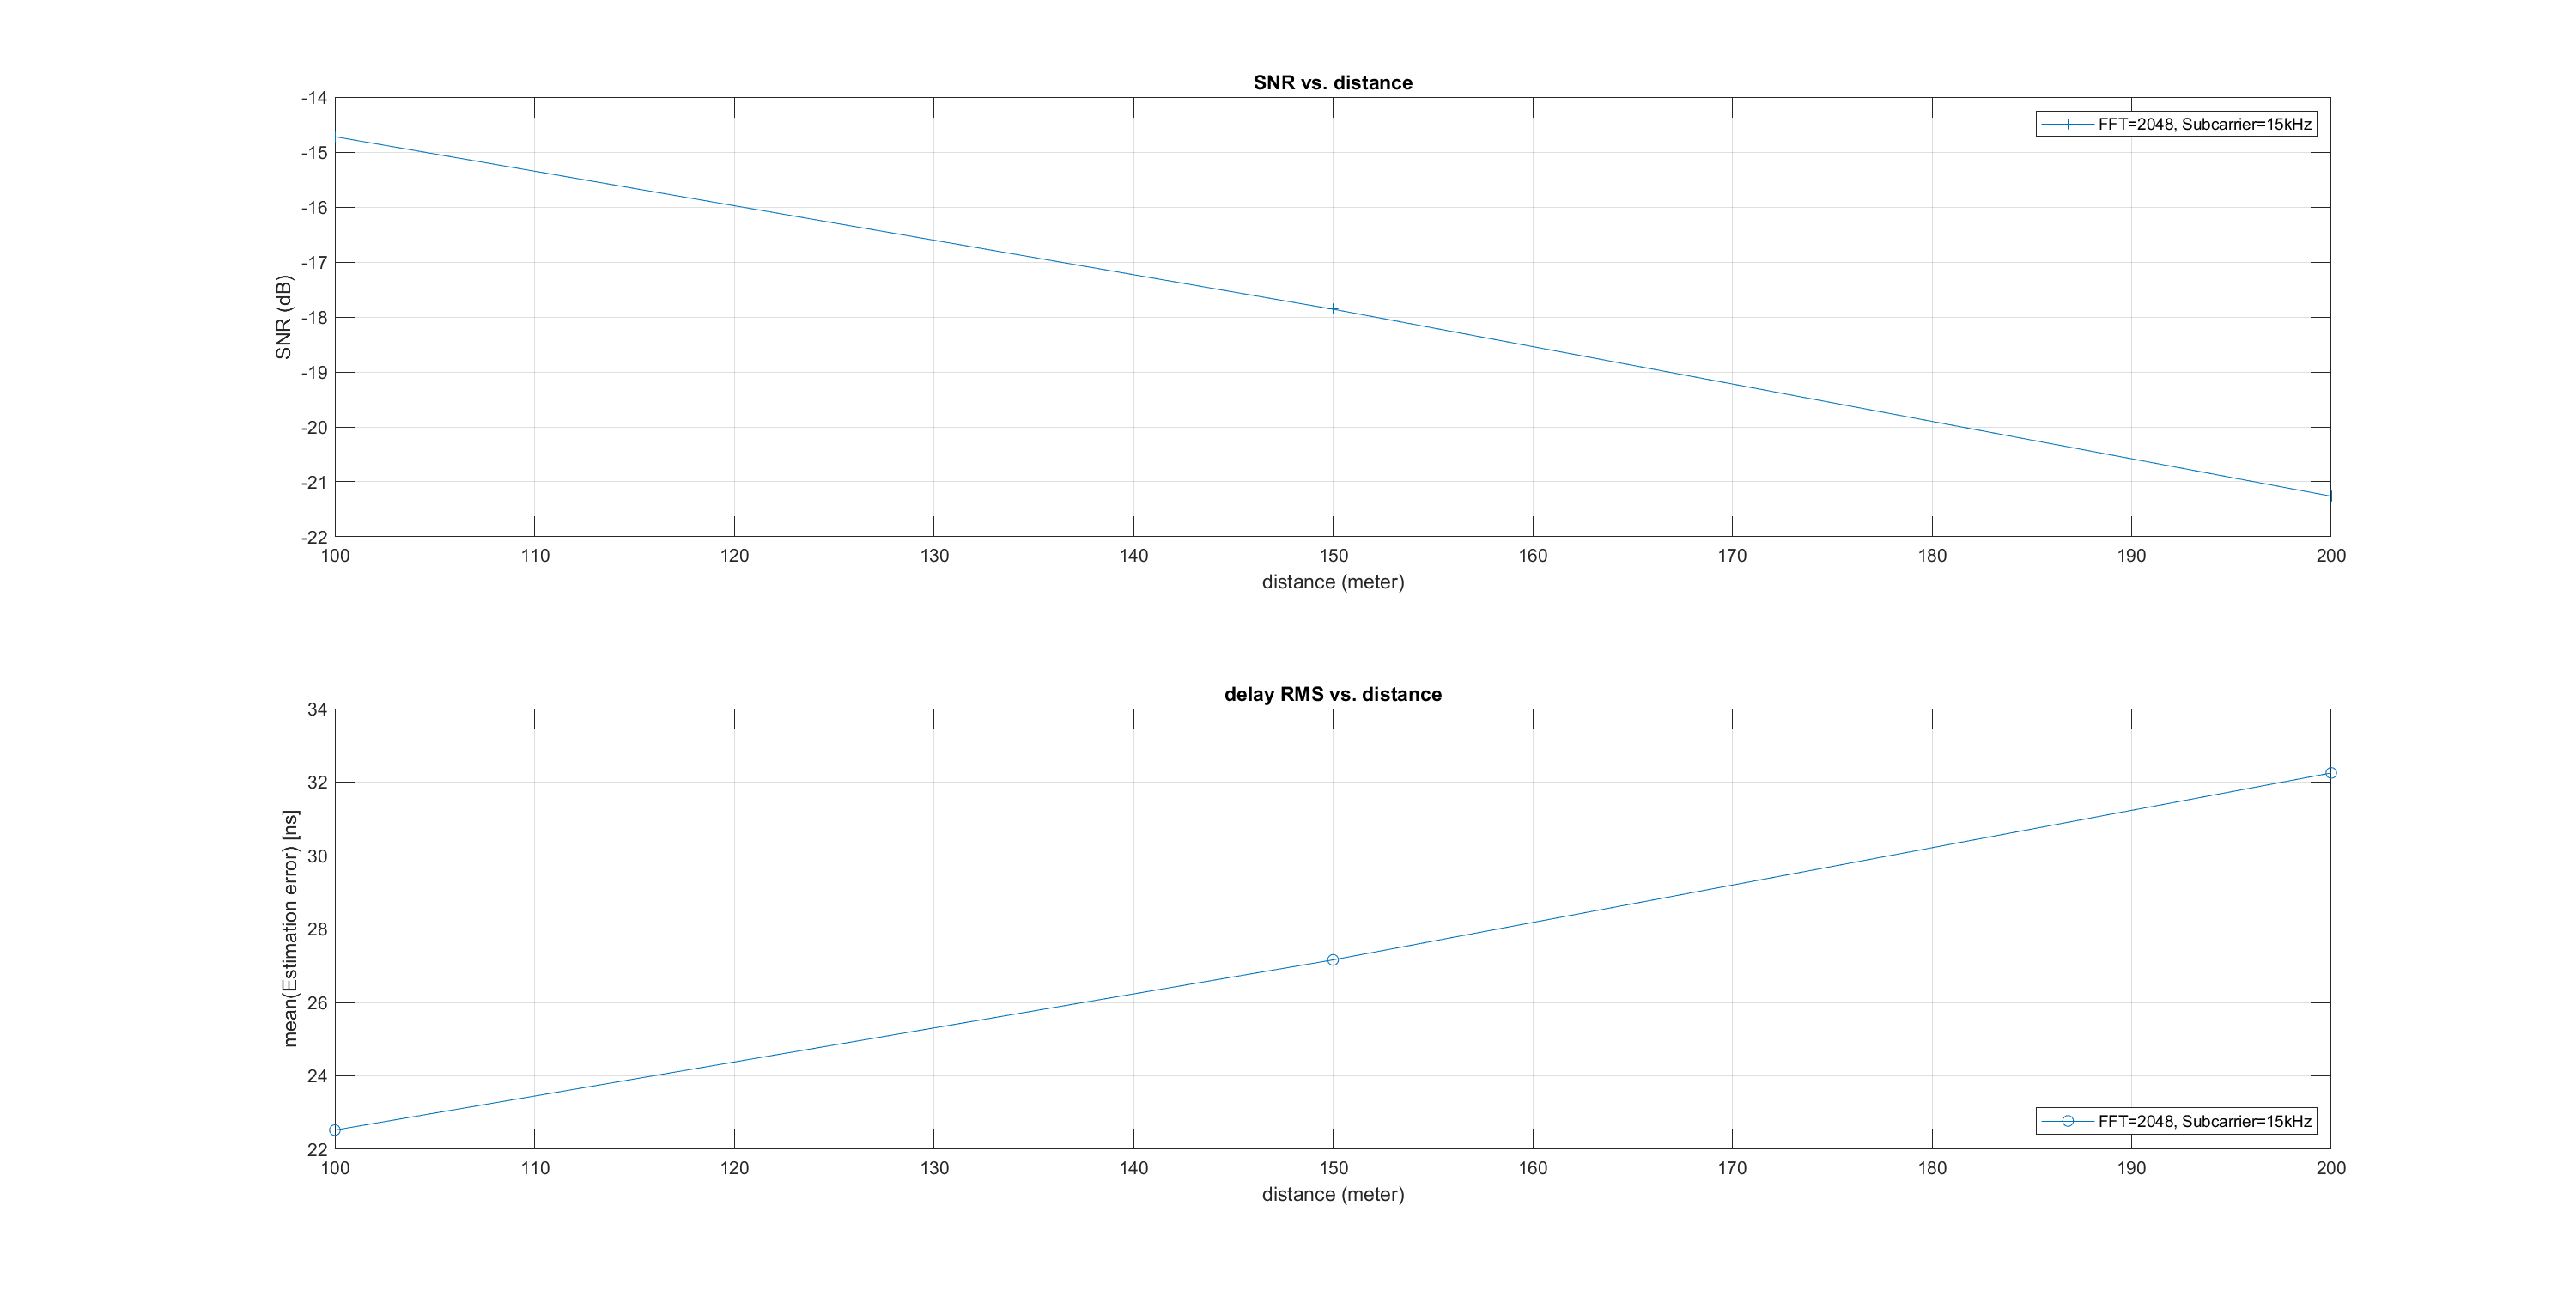 SNR vs. distance
-14
-15
-16
-17
-18
-19
-20
-21
-22
SNR (dB)
FFT=2048, Subcarrier=15kHz
100 110 120 130 140 150 160 170 180 190 200
distance (meter)
delay RMS vs. distance
34
32
30
28
26
24
22
mean(Estimation error) [ns]
FFT=2048, Subcarrier=15kHz
100 110 120 130 140 150 160 170 180 190 200
distance (meter)